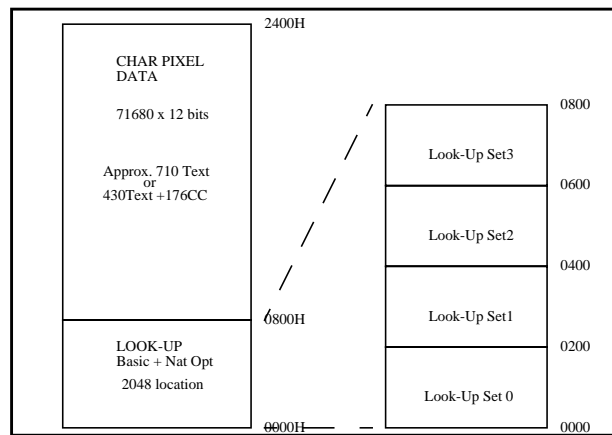 2400H
CHAR PIXEL
DATA
71680 x 12 bits
Approx. 710 Text
or
430Text +176CC
0800H
LOOK-UP
Basic + Nat Opt
2048 location
0000H
0800
Look-Up Set3
0600
Look-Up Set2
0400
Look-Up Set1
0200
Look-Up Set 0
0000